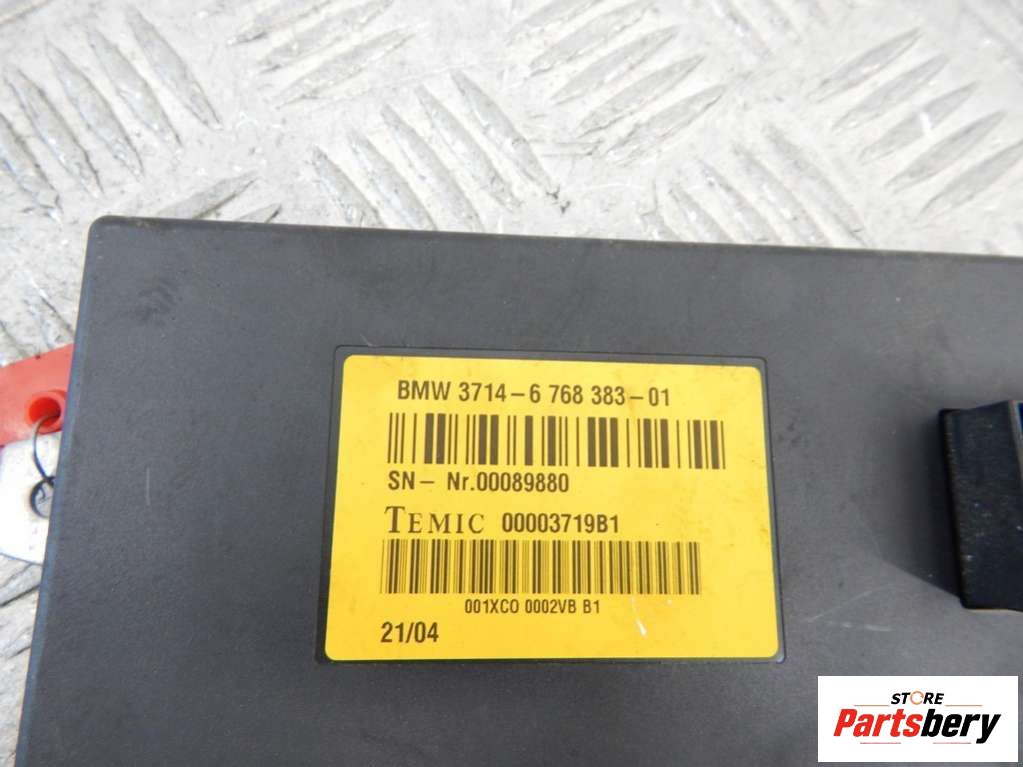 BMW 3714-6 768 383-01
SN- Nr.00089880
TEMIC 00003719B1
001XCO 0002VB B1
21/04
STORE
Partsbery